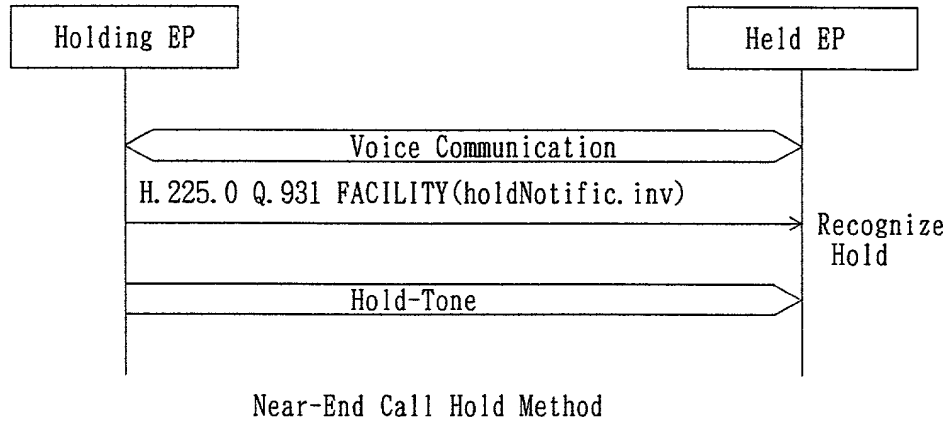 Holding EP
Held EP
Voice Communication
H.225.0 Q.931 FACILITY(holdNotific.inv)
Recognize
Hold
Hold-Tone
Near-End Call Hold Method